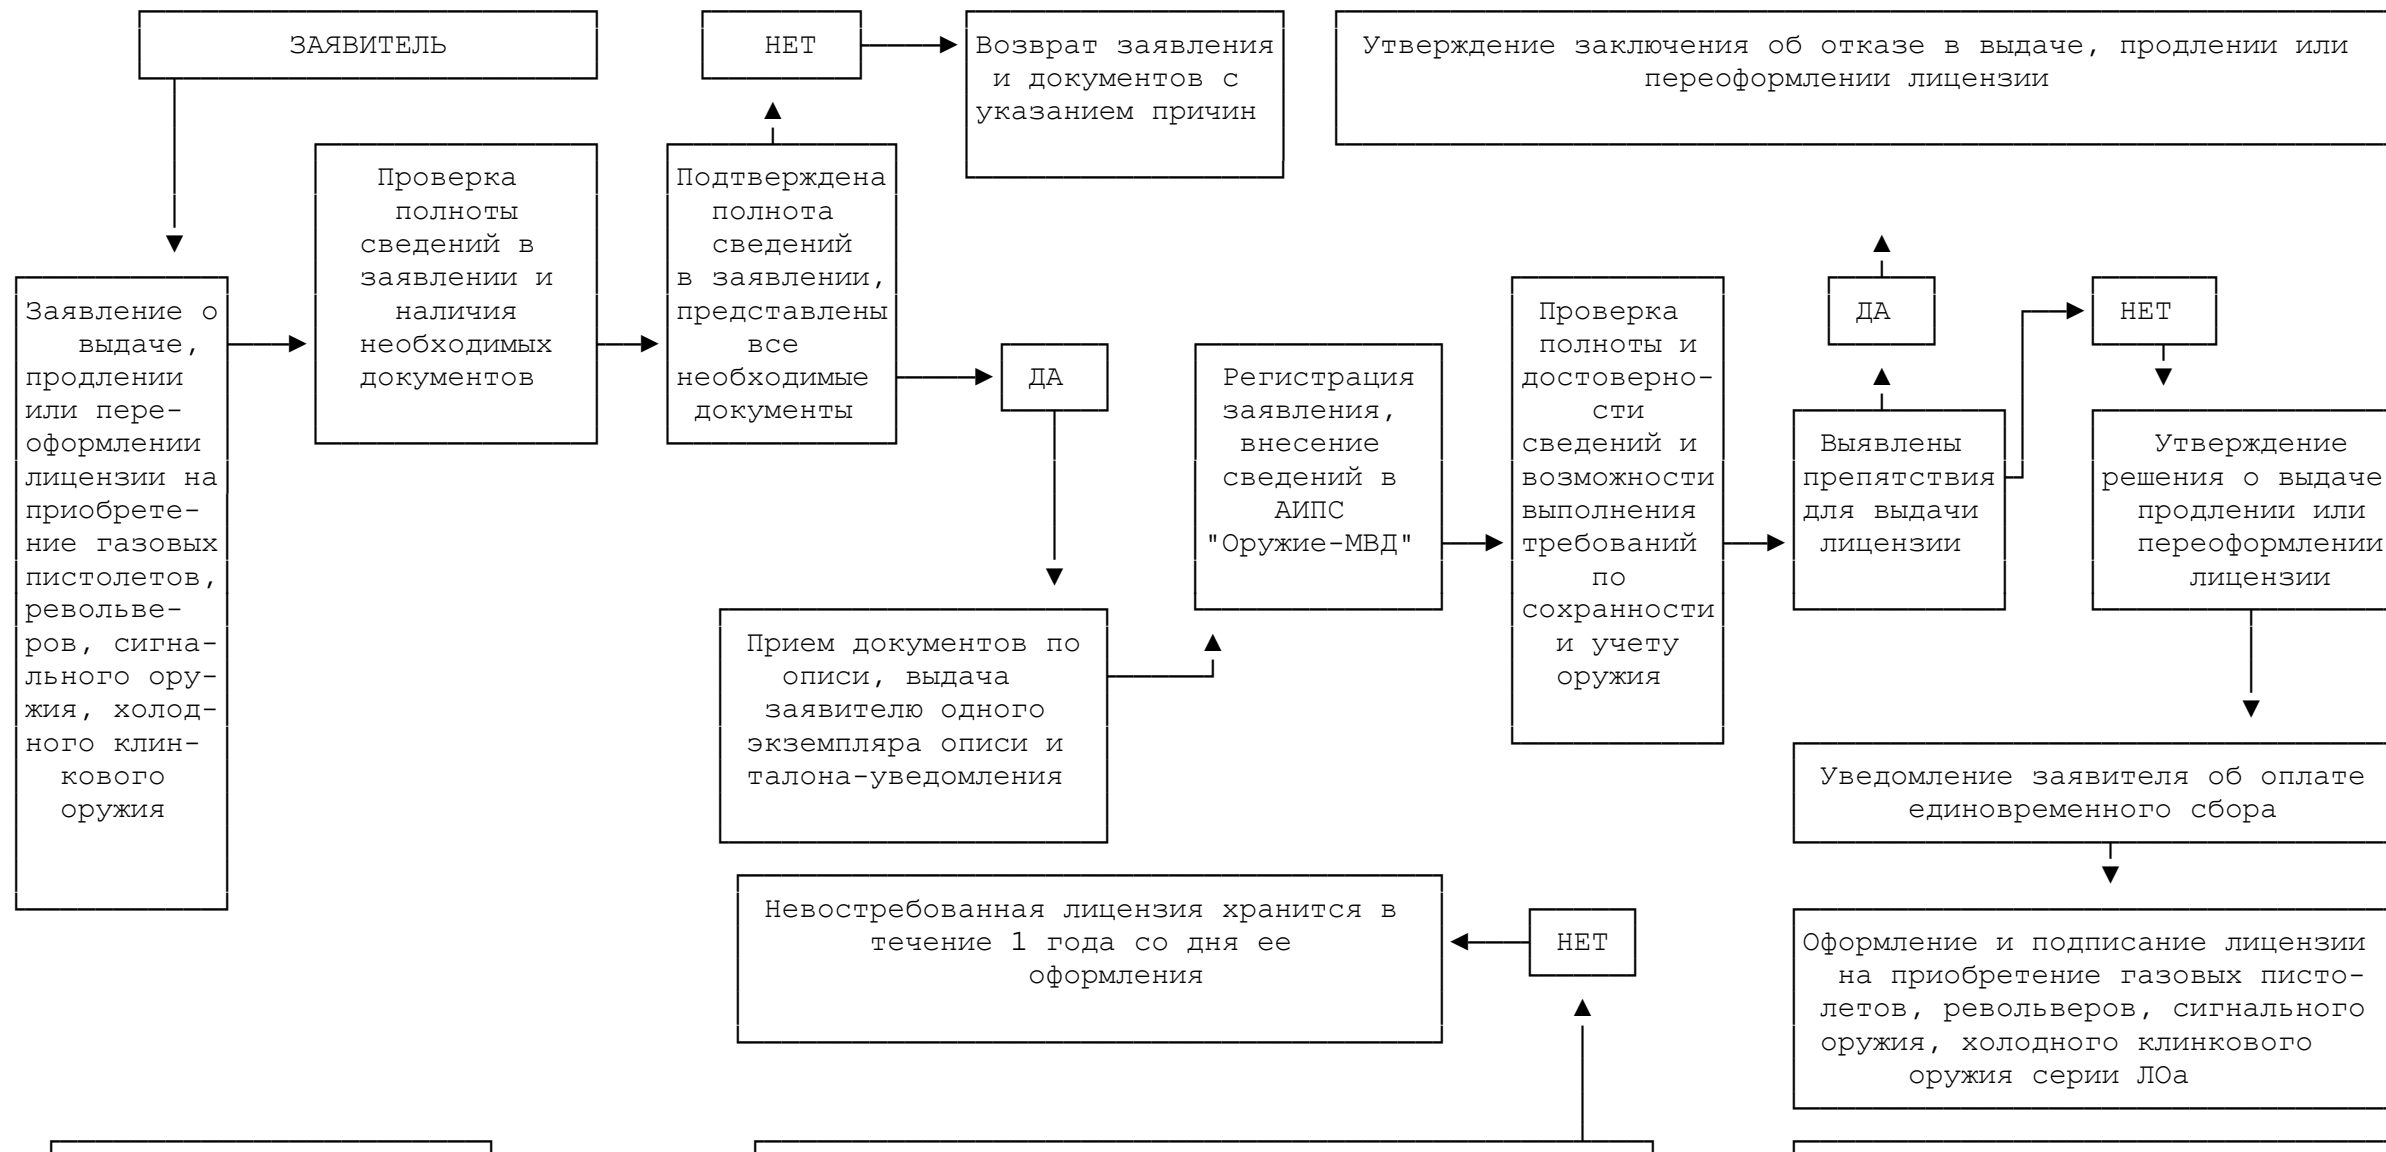 ЗАЯВИТЕЛЬ
НЕТ
Возврат заявления
и документов с
указанием причин
Утверждение заключения об отказе в выдаче, продлении или
переоформлении лицензии
Проверка
полноты
сведений в
заявлении и
наличия
необходимых
документов
Подтверждена
полнота
сведений
в заявлении,
представлены
все
необходимые
документы
Заявление о
выдаче,
продлении
или пере-
оформлении
лицензии на
приобрете-
ние газовых
пистолетов,
револьве-
ров, сигна-
льного ору-
жия, холод-
ного клин-
кового
оружия
ДА
Регистрация
заявления,
внесение
сведений в
АИПС
"Оружие-МВД"
Проверка
полноты и
достоверно-
сти
сведений и
возможности
выполнения
требований
по
сохранности
и учету
оружия
ДА
НЕТ
Выявлены
препятствия
для выдачи
лицензии
Утверждение
решения о выдаче
продлении или
переоформлении
лицензии
Прием документов по
описи, выдача
заявителю одного
экземпляра описи и
талона-уведомления
Уведомление заявителя об оплате
единовременного сбора
Невостребованная лицензия хранится в
течение 1 года со дня ее
оформления
НЕТ
Оформление и подписание лицензии
на приобретение газовых писто-
летов, револьверов, сигнального
оружия, холодного клинкового
оружия серии ЛОа